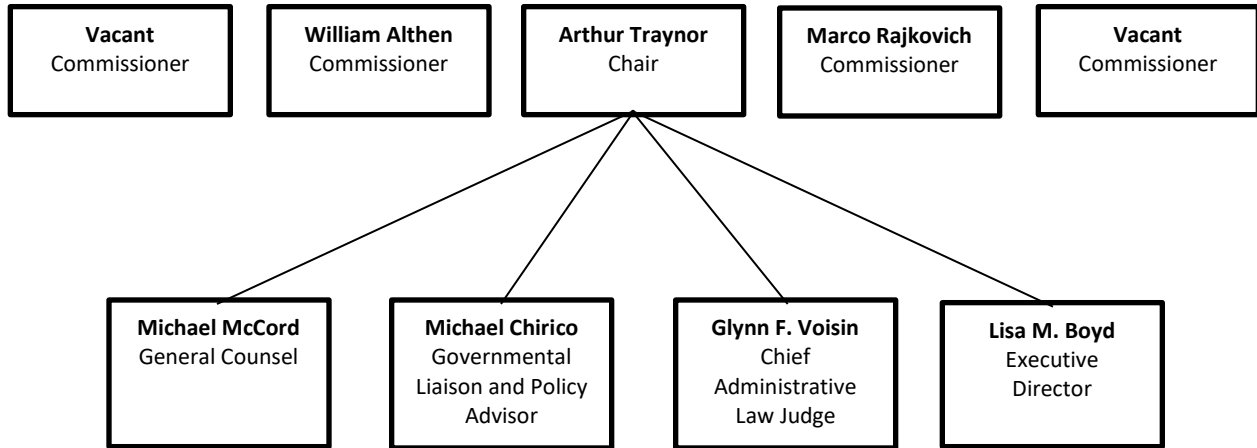 Vacant
Commissioner
William Althen
Commissioner
Arthur Traynor
Chair
Marco Rajkovich
Commissioner
Vacant
Commissioner
Michael McCord
General Counsel
Michael Chirico
Governmental
Liaison and Policy
Advisor
Glynn F. Voisin
Chief
Administrative
Law Judge
Lisa M. Boyd
Executive
Director